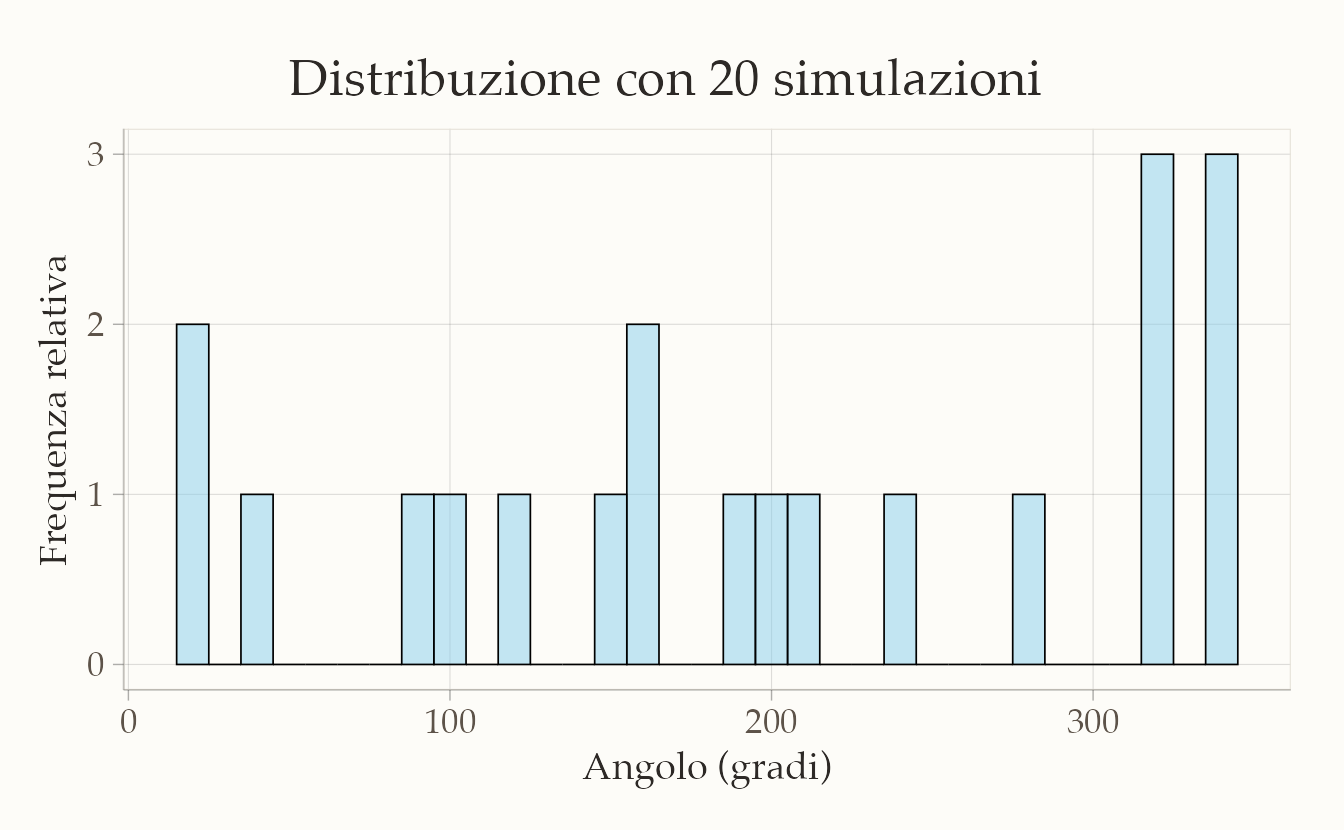 Distribuzione con 20 simulazioni
Frequenza relativa
3
2
1
0
0 100 200 300
Angolo (gradi)